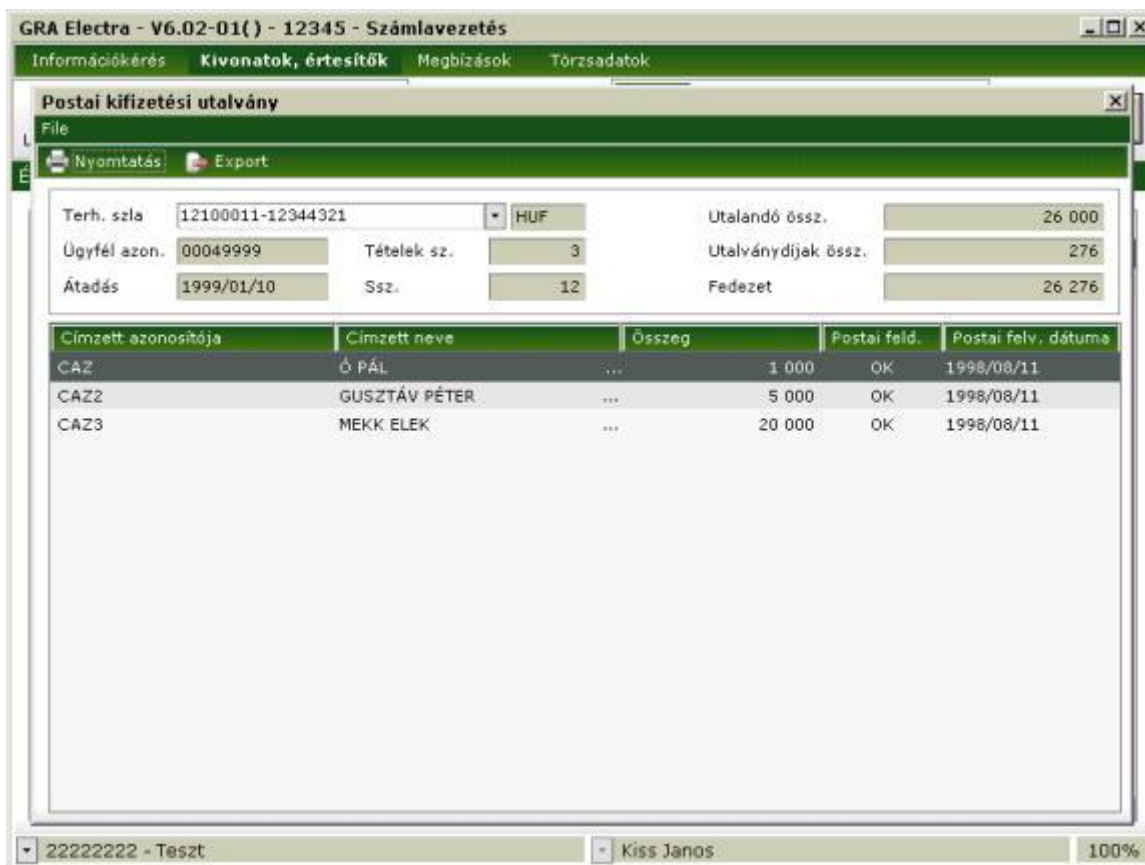 GRA Electra - V6.02-01( ) - 12345 - Számlavezetés
Információkérés Kivonatok, értesítők Megbízások Törzsadatok
Postai kifizetési utalvány
File
Nyomtatás Export
Terh. szla 12100011-12344321 HUF Utalandó össz. 26 000
Ügyfél azon. 00049999 Tételek sz. 3 Utalványdíjak össz. 276
Átadás 1999/01/10 Ssz. 12 Fedezet 26 276
Címzett azonosítója Címzett neve Összeg Postai feld. Postai felv. dátuma
CAZ Ó PÁL ... 1 000 OK 1998/08/11
CAZ2 GUSZTÁV PÉTER ... 5 000 OK 1998/08/11
CAZ3 MEKK ELEK ... 20 000 OK 1998/08/11
22222222 - Teszt Kiss Janos 100%